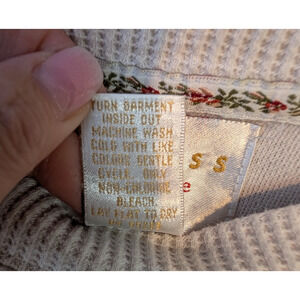 TURN GARMENT
INSIDE OUT
MACHINE WASH
COLD WITH LIKE
COLORS GENTLE
CYCLE. ONLY
NON-CHLORINE
BLEACH.
LAY FLAT TO DRY
S S
e